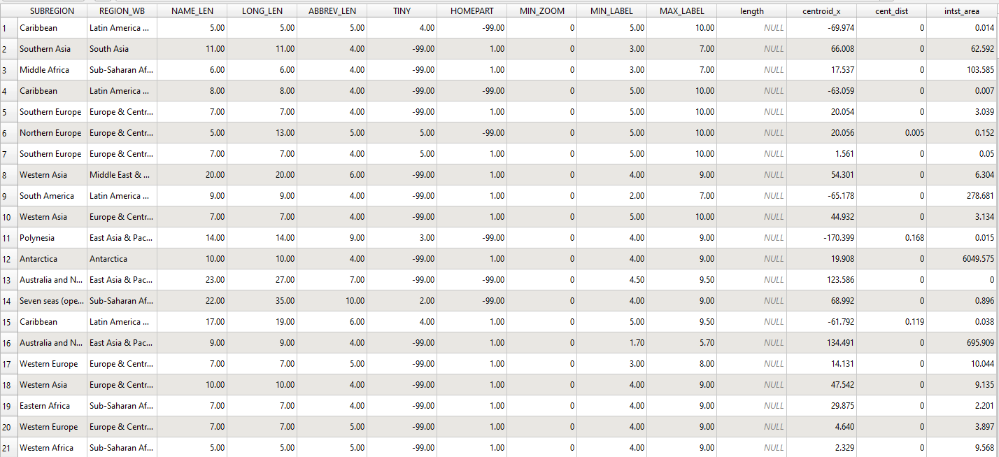 SUBREGION REGION_WB NAME_LEN LONG_LEN ABBREV_LEN TINY HOMEPART MIN_ZOOM MIN_LABEL MAX_LABEL length centroid_x cent_dist intst_area
1 Caribbean Latin America ... 5.00 5.00 5.00 4.00 -99.00 0 5.00 10.00 NULL -69.974 0 0.014
2 Southern Asia South Asia 11.00 11.00 4.00 -99.00 1.00 0 3.00 7.00 NULL 66.008 0 62.592
3 Middle Africa Sub-Saharan Af... 6.00 6.00 4.00 -99.00 1.00 0 3.00 7.00 NULL 17.537 0 103.585
4 Caribbean Latin America ... 8.00 8.00 4.00 -99.00 -99.00 0 5.00 10.00 NULL -63.059 0 0.007
5 Southern Europe Europe & Centr... 7.00 7.00 4.00 -99.00 1.00 0 5.00 10.00 NULL 20.054 0 3.039
6 Northern Europe Europe & Centr... 5.00 13.00 5.00 5.00 -99.00 0 5.00 10.00 NULL 20.056 0.005 0.152
7 Southern Europe Europe & Centr... 7.00 7.00 4.00 5.00 1.00 0 5.00 10.00 NULL 1.561 0 0.05
8 Western Asia Middle East & ... 20.00 20.00 6.00 -99.00 1.00 0 4.00 9.00 NULL 54.301 0 6.304
9 South America Latin America ... 9.00 9.00 4.00 -99.00 1.00 0 2.00 7.00 NULL -65.178 0 278.681
10 Western Asia Europe & Centr... 7.00 7.00 4.00 -99.00 1.00 0 5.00 10.00 NULL 44.932 0 3.134
11 Polynesia East Asia & Pac... 14.00 14.00 9.00 3.00 -99.00 0 4.00 9.00 NULL -170.399 0.168 0.015
12 Antarctica Antarctica 10.00 10.00 4.00 -99.00 1.00 0 4.00 9.00 NULL 19.908 0 6049.575
13 Australia and N... East Asia & Pac... 23.00 27.00 7.00 -99.00 -99.00 0 4.50 9.50 NULL 123.586 0 0
14 Seven seas (ope... Sub-Saharan Af... 22.00 35.00 10.00 2.00 -99.00 0 4.00 9.00 NULL 68.992 0 0.896
15 Caribbean Latin America ... 17.00 19.00 6.00 4.00 1.00 0 5.00 9.50 NULL -61.792 0.119 0.038
16 Australia and N... East Asia & Pac... 9.00 9.00 4.00 -99.00 1.00 0 1.70 5.70 NULL 134.491 0 695.909
17 Western Europe Europe & Centr... 7.00 7.00 5.00 -99.00 1.00 0 3.00 8.00 NULL 14.131 0 10.044
18 Western Asia Europe & Centr... 10.00 10.00 4.00 -99.00 1.00 0 4.00 9.00 NULL 47.542 0 9.135
19 Eastern Africa Sub-Saharan Af... 7.00 7.00 4.00 -99.00 1.00 0 4.00 9.00 NULL 29.875 0 2.201
20 Western Europe Europe & Centr... 7.00 7.00 5.00 -99.00 1.00 0 4.00 9.00 NULL 4.640 0 3.897
21 Western Africa Sub-Saharan Af... 5.00 5.00 5.00 -99.00 1.00 0 4.00 9.00 NULL 2.329 0 9.568